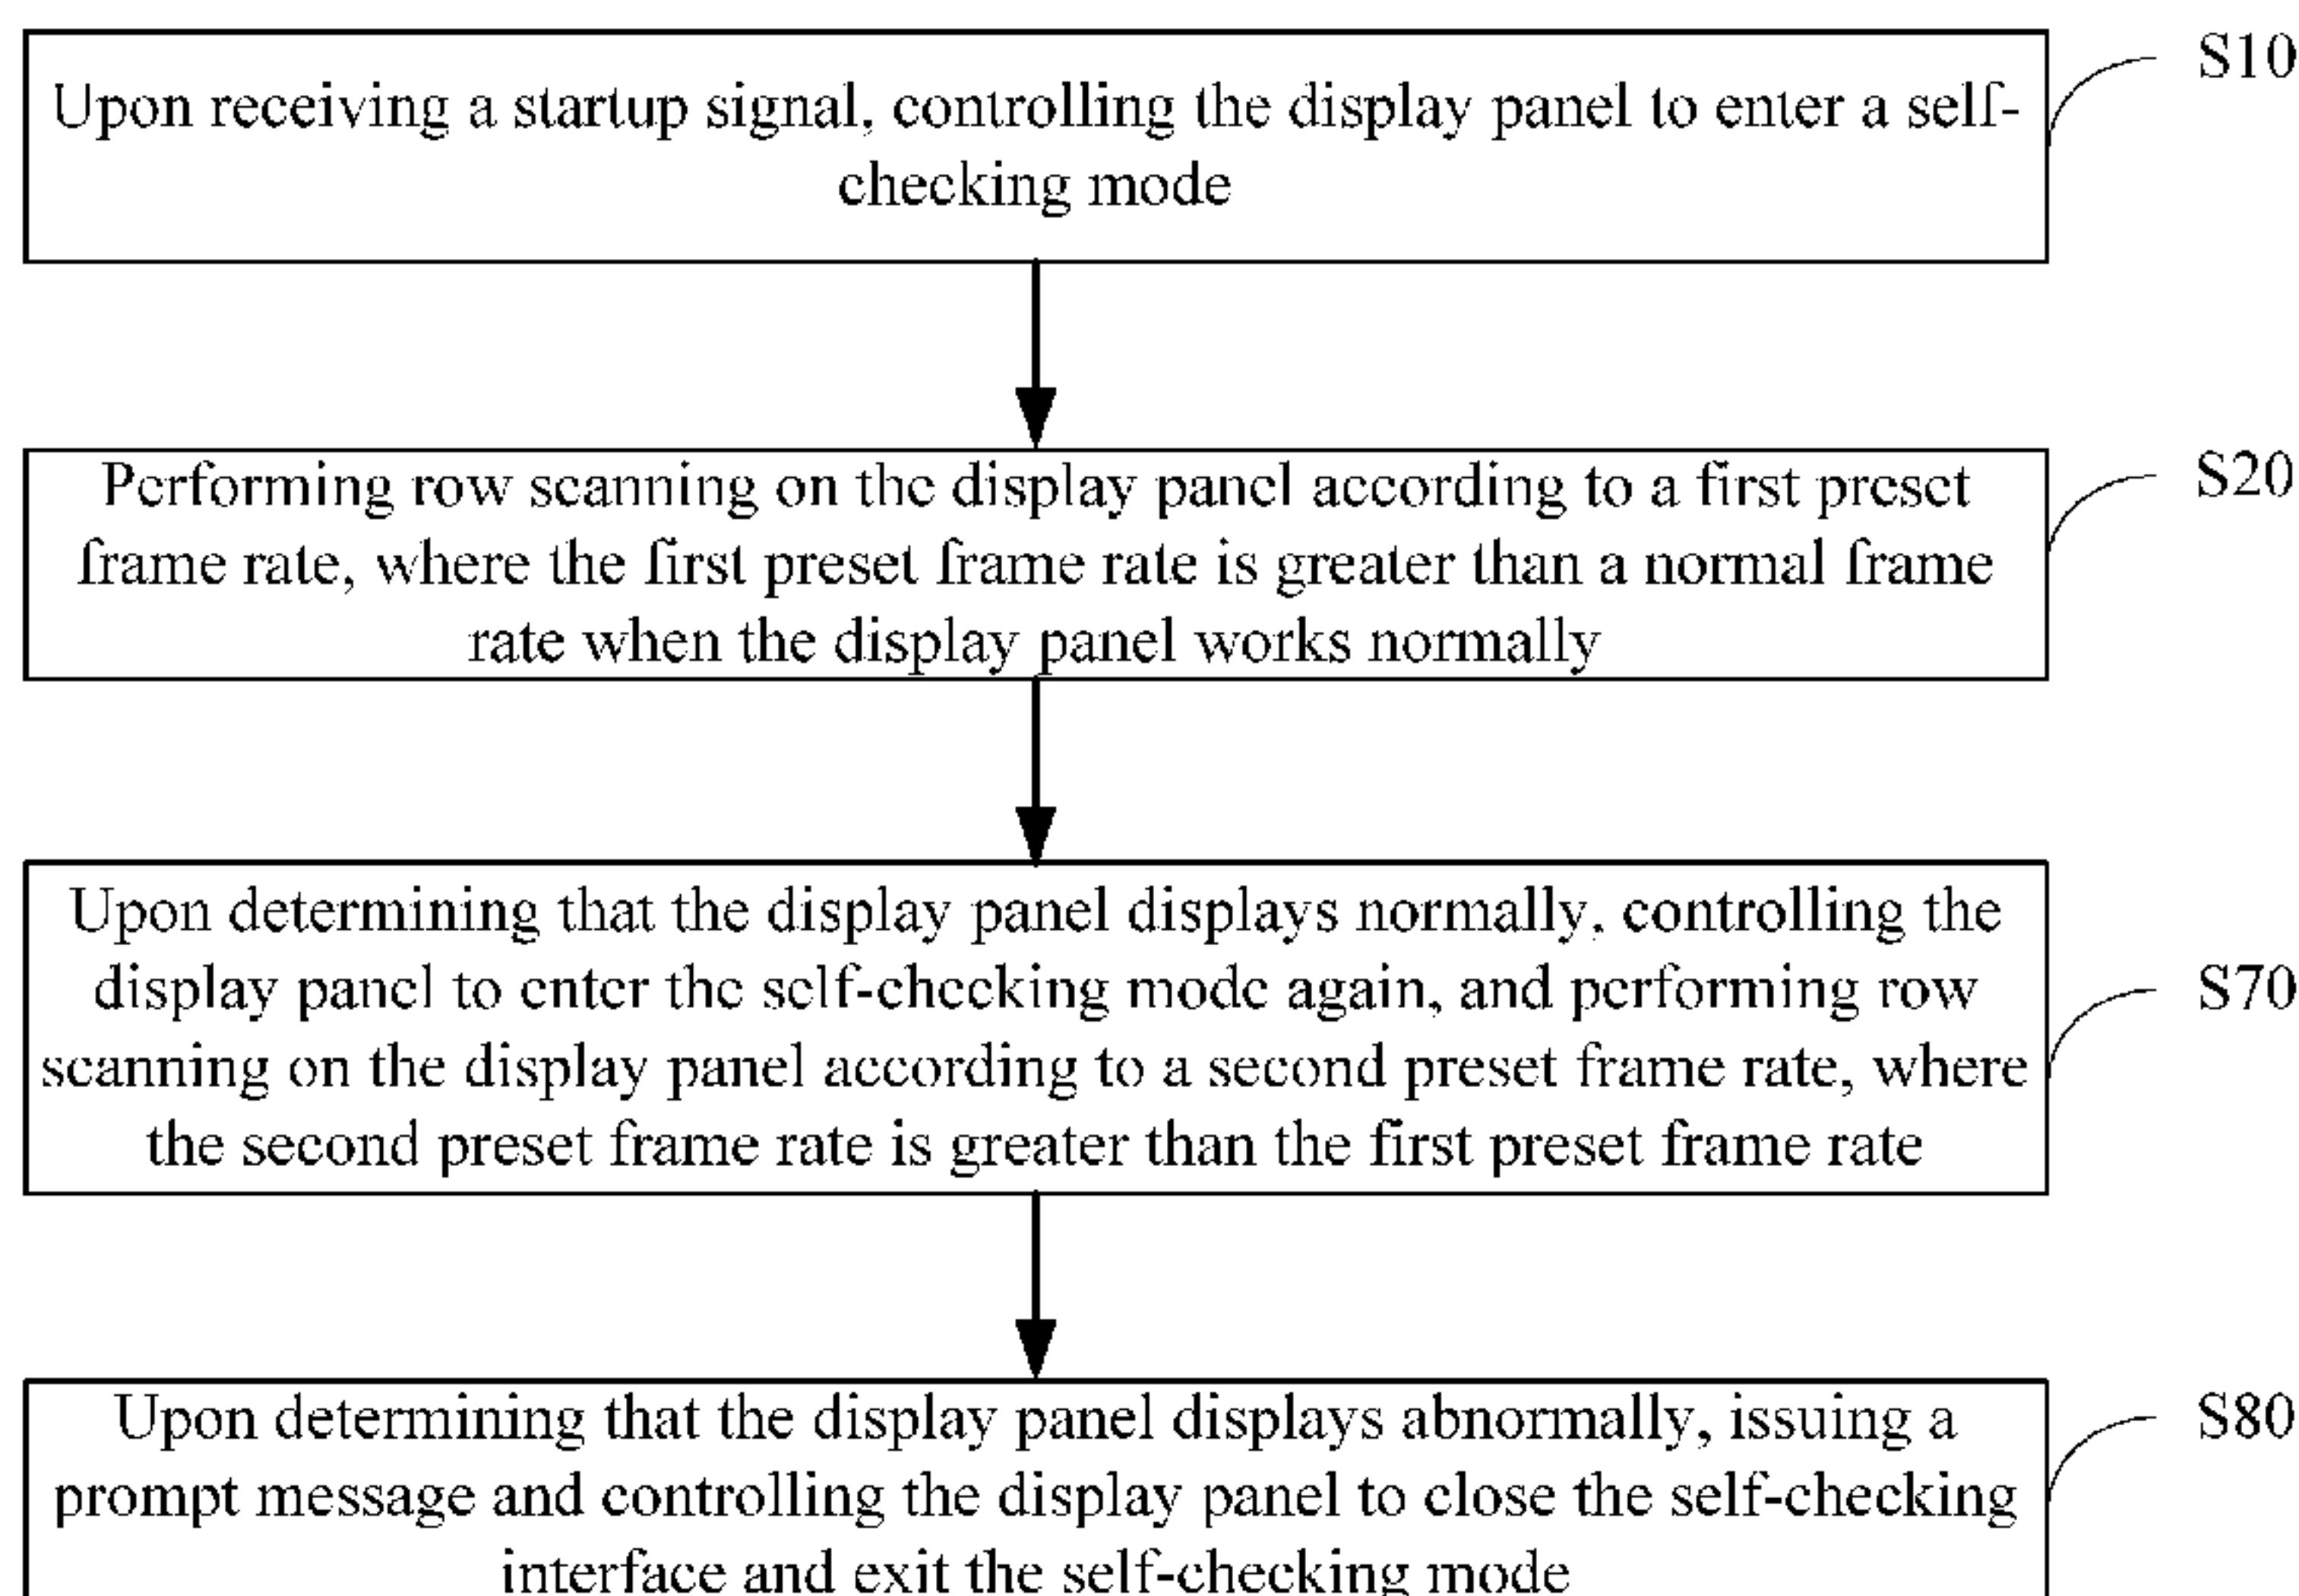 Upon receiving a startup signal, controlling the display panel to enter a self-
checking mode
S10
Performing row scanning on the display panel according to a first preset
frame rate, where the first preset frame rate is greater than a normal frame
rate when the display panel works normally
S20
Upon determining that the display panel displays normally, controlling the
display panel to enter the self-checking mode again, and performing row
scanning on the display panel according to a second preset frame rate, where
the second preset frame rate is greater than the first preset frame rate
S70
Upon determining that the display panel displays abnormally, issuing a
prompt message and controlling the display panel to close the self-checking
interface and exit the self-checking mode
S80